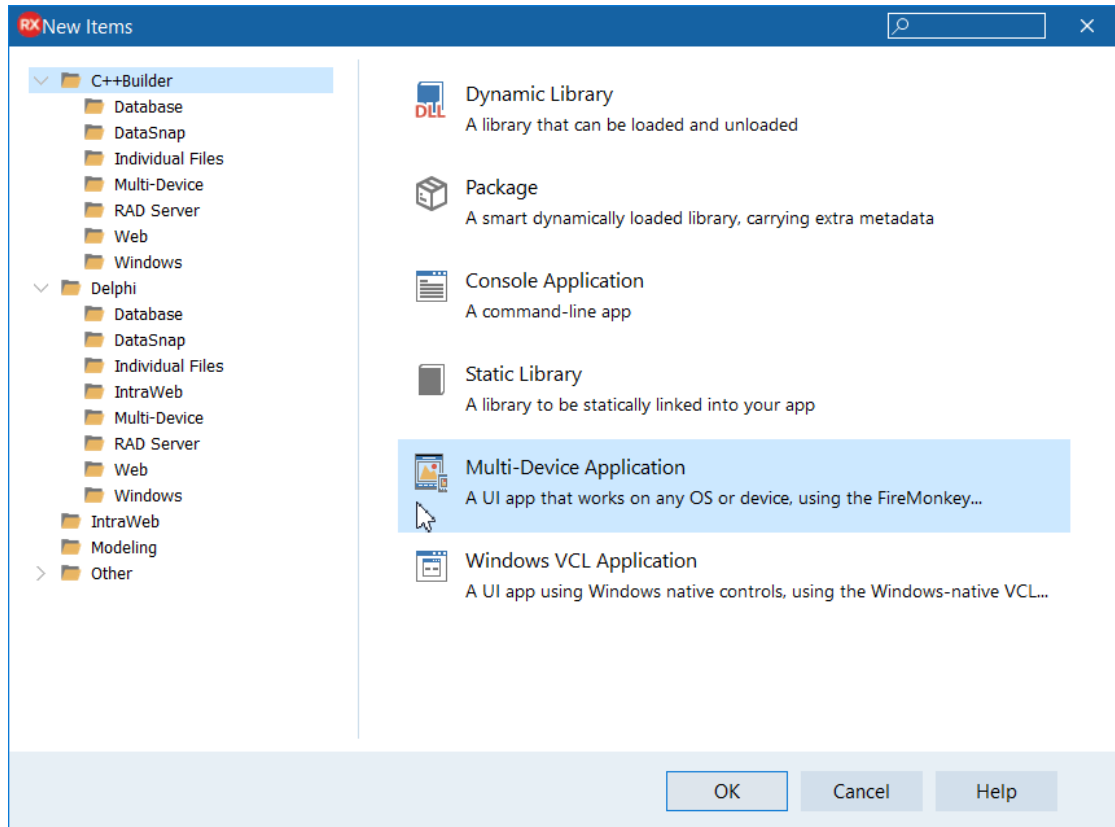 RX New Items
C++Builder
Database
DataSnap
Individual Files
Multi-Device
RAD Server
Web
Windows
Delphi
Database
DataSnap
Individual Files
IntraWeb
Multi-Device
RAD Server
Web
Windows
IntraWeb
Modeling
Other
DLL
Dynamic Library
A library that can be loaded and unloaded
Package
A smart dynamically loaded library, carrying extra metadata
Console Application
A command-line app
Static Library
A library to be statically linked into your app
Multi-Device Application
A UI app that works on any OS or device, using the FireMonkey...
Windows VCL Application
A UI app using Windows native controls, using the Windows-native VCL...
OK Cancel Help